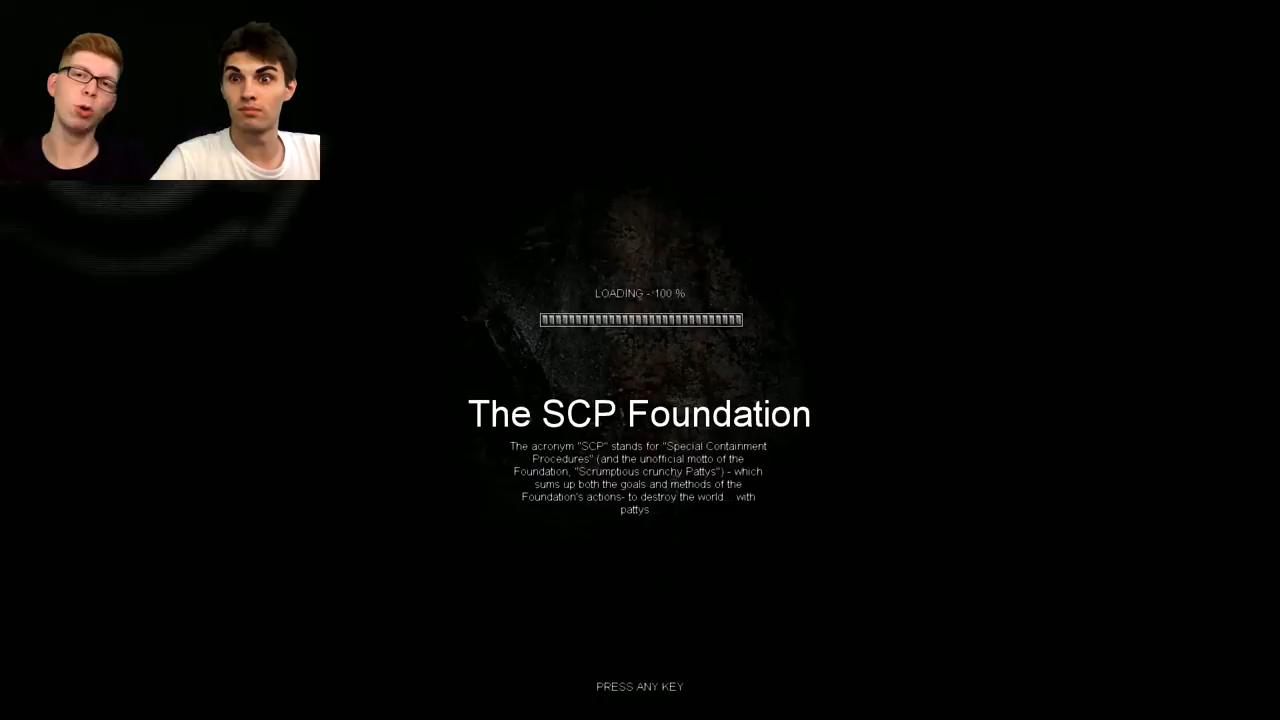 LOADING - 100 %
The SCP Foundation
The acronym "SCP" stands for "Special Containment
Procedures" (and the unofficial motto of the
Foundation, "Scrumptious crunchy Pattys") - which
sums up both the goals and methods of the
Foundation's actions- to destroy the world... with
pattys.
PRESS ANY KEY